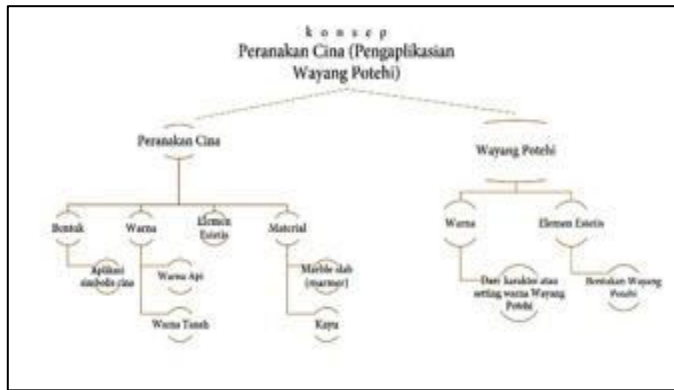 konsep
Peranakan Cina (Pengaplikasian
Wayang Potehi)
Peranakan Cina
Wayang Potehi
Bentuk
Warna
Elemen
Estetis
Material
Warna
Elemen Estetis
Aplikasi
simbolis cina
Warna Api
Marble slab
(marmer)
Dari karakter atau
setting warna Wayang
Potehi
Bentukan Wayang
Potehi
Warna Tanah
Kayu